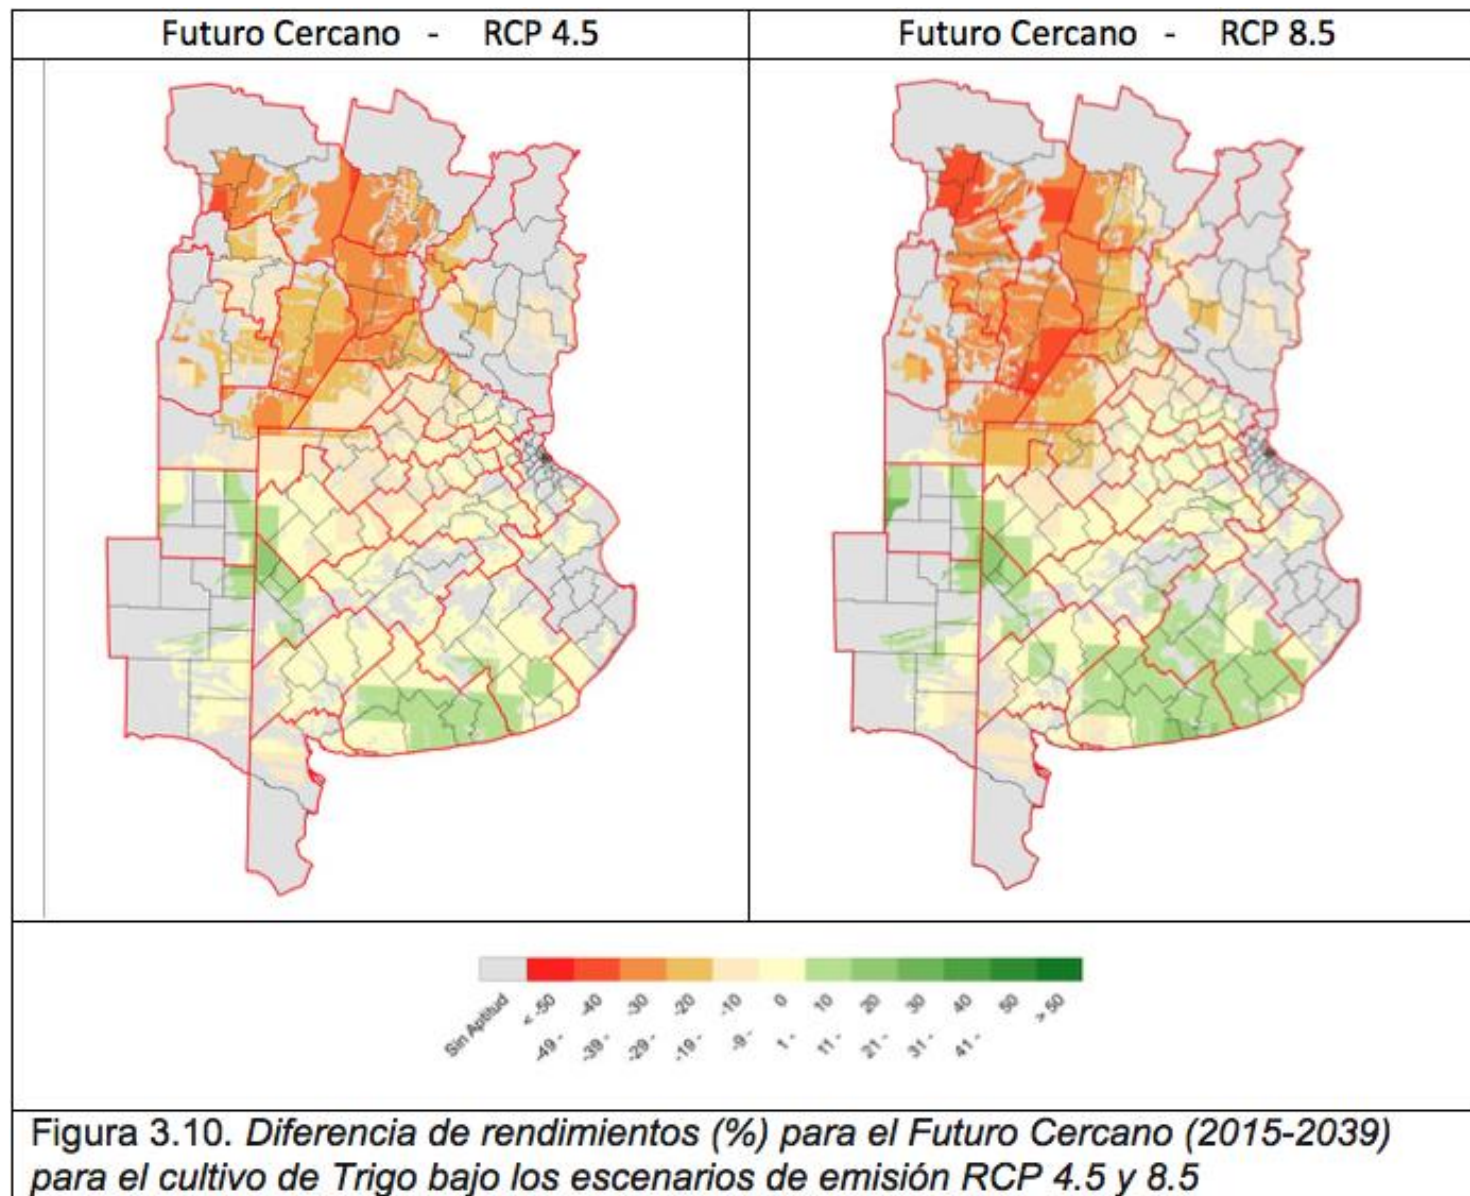 Futuro Cercano - RCP 4.5
Futuro Cercano - RCP 8.5
Sin Aptitud
< -50
-49 - -40
-39 - -30
-29 - -20
-19 - -10
-9 - 0
1 - 10
11 - 20
21 - 30
31 - 40
41 - 50
> 50
Figura 3.10. Diferencia de rendimientos (%) para el Futuro Cercano (2015-2039)
para el cultivo de Trigo bajo los escenarios de emisión RCP 4.5 y 8.5